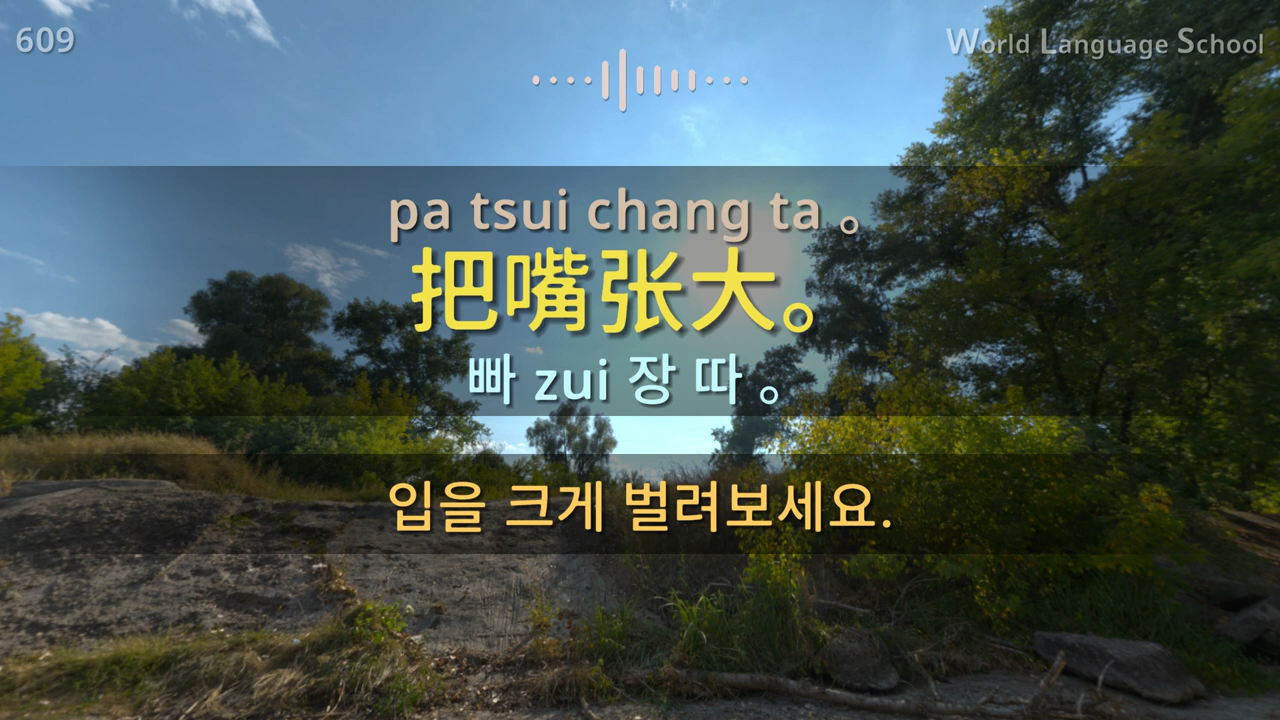 609
World Language School
pa tsui chang ta 。
把嘴张大。
빠 zui 장 따 。
입을 크게 벌려보세요.